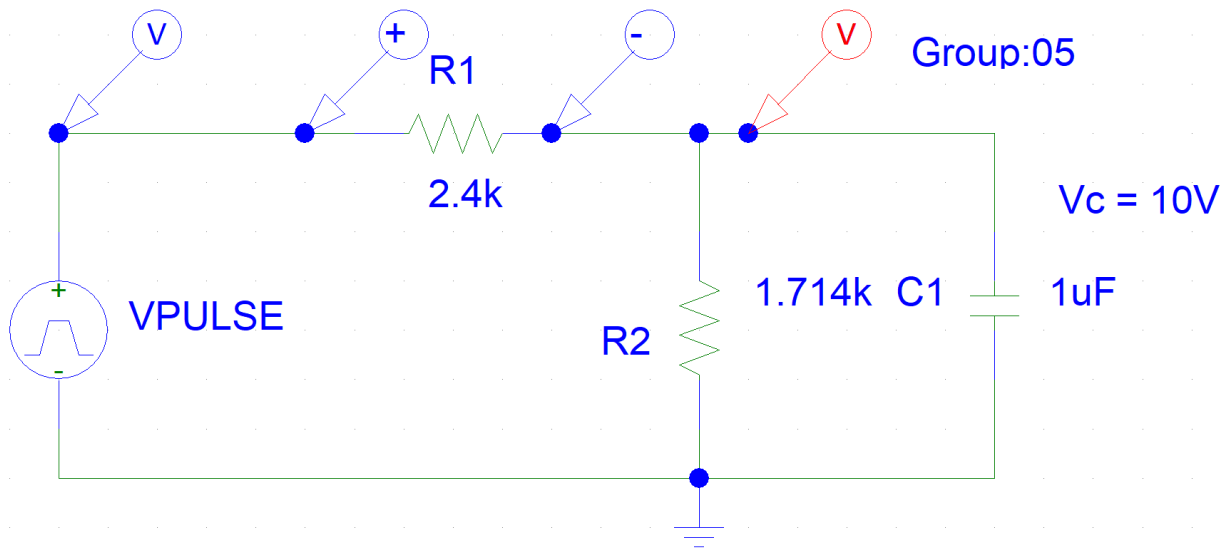 V
+
-
V
Group:05
R1
2.4k
Vc = 10V
+
VPULSE
-
1.714k
C1
1uF
R2